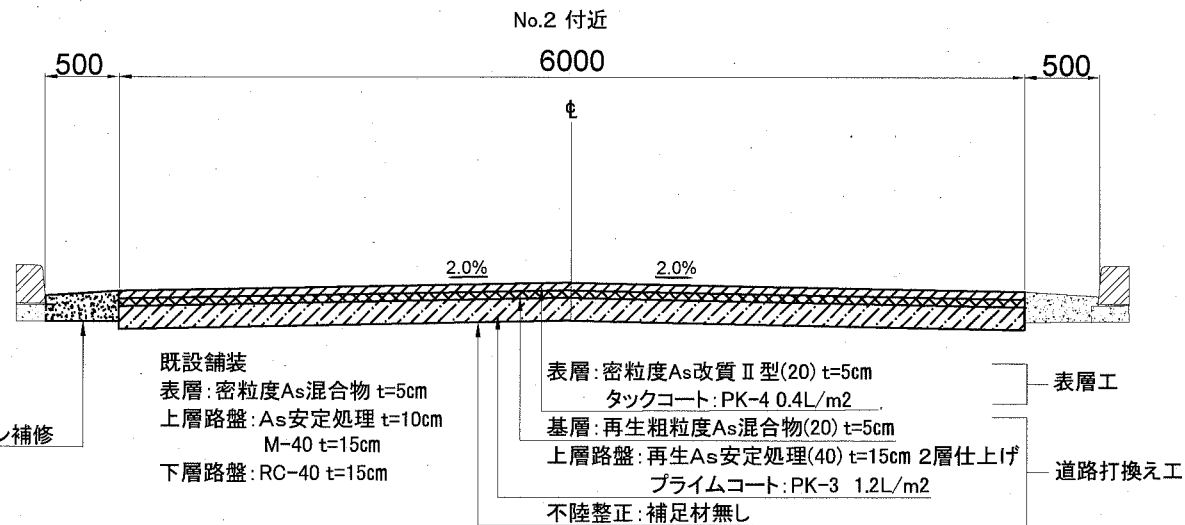 No.2 付近
500
6000
500
℄
2.0%
2.0%
既設舗装
表層:密粒度As混合物 t=5cm
上層路盤:As安定処理 t=10cm
M-40 t=15cm
下層路盤:RC-40 t=15cm
ン補修
表層:密粒度As改質Ⅱ型(20) t=5cm
タックコート:PK-4 0.4L/m2
表層工
基層:再生粗粒度As混合物(20) t=5cm
上層路盤:再生As安定処理(40) t=15cm 2層仕上げ
プライムコート:PK-3 1.2L/m2
不陸整正:補足材無し
道路打換え工